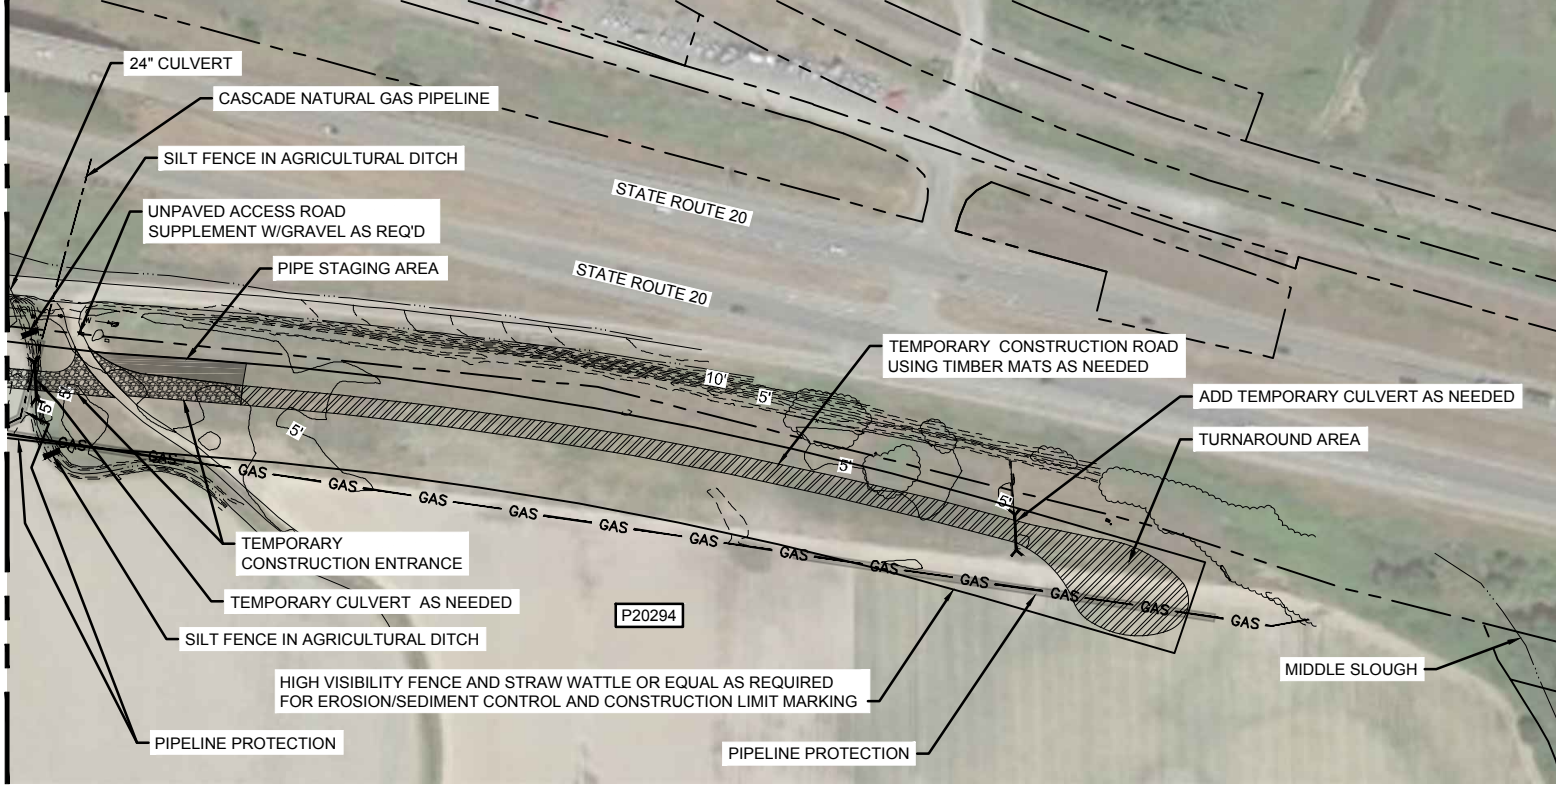 24" CULVERT
CASCADE NATURAL GAS PIPELINE
SILT FENCE IN AGRICULTURAL DITCH
UNPAVED ACCESS ROAD
SUPPLEMENT W/GRAVEL AS REQ'D
PIPE STAGING AREA
STATE ROUTE 20
STATE ROUTE 20
TEMPORARY CONSTRUCTION ROAD
USING TIMBER MATS AS NEEDED
ADD TEMPORARY CULVERT AS NEEDED
TURNAROUND AREA
10'
5'
5'
5'
5'
5'
5'
GAS
GAS
GAS
GAS
GAS
GAS
GAS
GAS
GAS
GAS
GAS
GAS
GAS
GAS
TEMPORARY
CONSTRUCTION ENTRANCE
TEMPORARY CULVERT AS NEEDED
SILT FENCE IN AGRICULTURAL DITCH
P20294
HIGH VISIBILITY FENCE AND STRAW WATTLE OR EQUAL AS REQUIRED
FOR EROSION/SEDIMENT CONTROL AND CONSTRUCTION LIMIT MARKING
MIDDLE SLOUGH
PIPELINE PROTECTION
PIPELINE PROTECTION